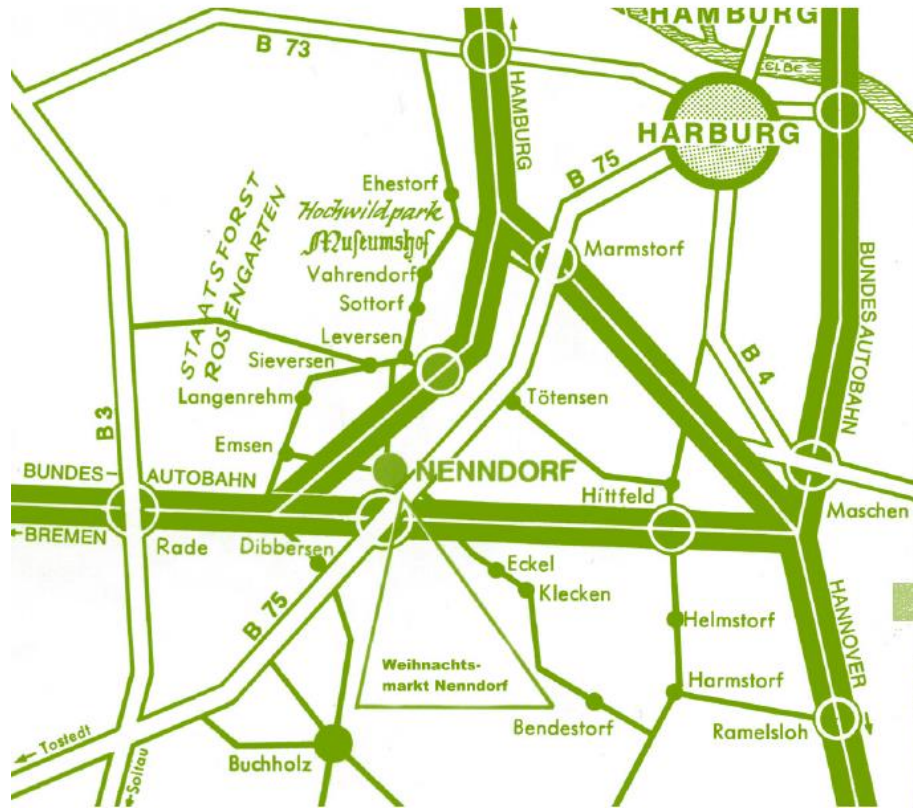 HAMBURG
B 73
ELBE
HAMBURG
HARBURG
B 75
Ehestorf
Hochwildpark
Museumshof
Marmstorf
STAATSFORST
ROSENGARTEN
Vahrendorf
Sottorf
Leversen
Sieversen
BUNDESAUTOBAHN
B 4
Langenrehm
Tötensen
B 3
Emsen
BUNDES-
AUTOBAHN
NENNDORF
Hittfeld
Maschen
←BREMEN
Rade
Dibbersen
Eckel
Klecken
B 75
Helmstorf
HANNOVER
Weihnachts-
markt Nenndorf
Harmstorf
Bendestorf
Ramelsloh
← Tostedt
←Soltau
Buchholz